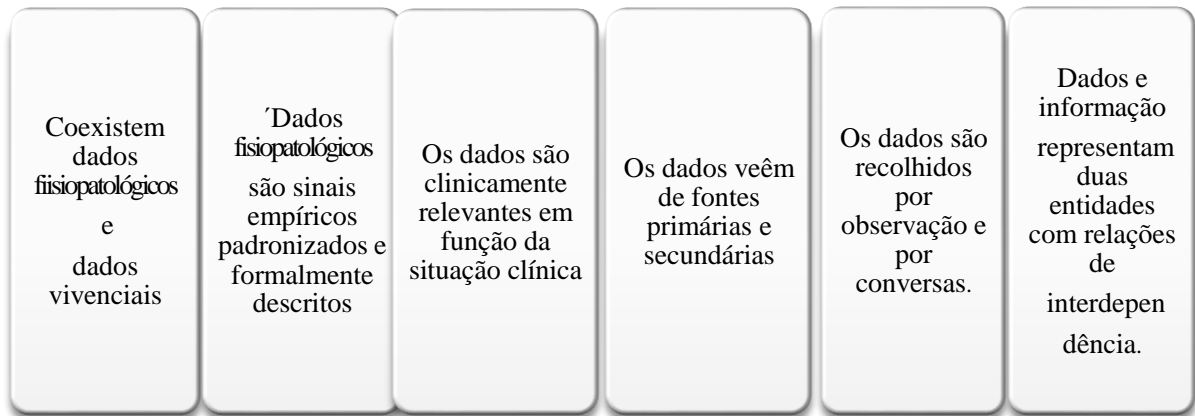 Coexistem
dados
fiisiopatológicos
e
dados
vivenciais
´Dados
fisiopatológicos
são sinais
empíricos
padronizados e
formalmente
descritos
Os dados são
clinicamente
relevantes em
função da
situação clínica
Os dados veêm
de fontes
primárias e
secundárias
Os dados são
recolhidos
por
observação e
por
conversas.
Dados e
informação
representam
duas
entidades
com relações
de
interdepen
dência.